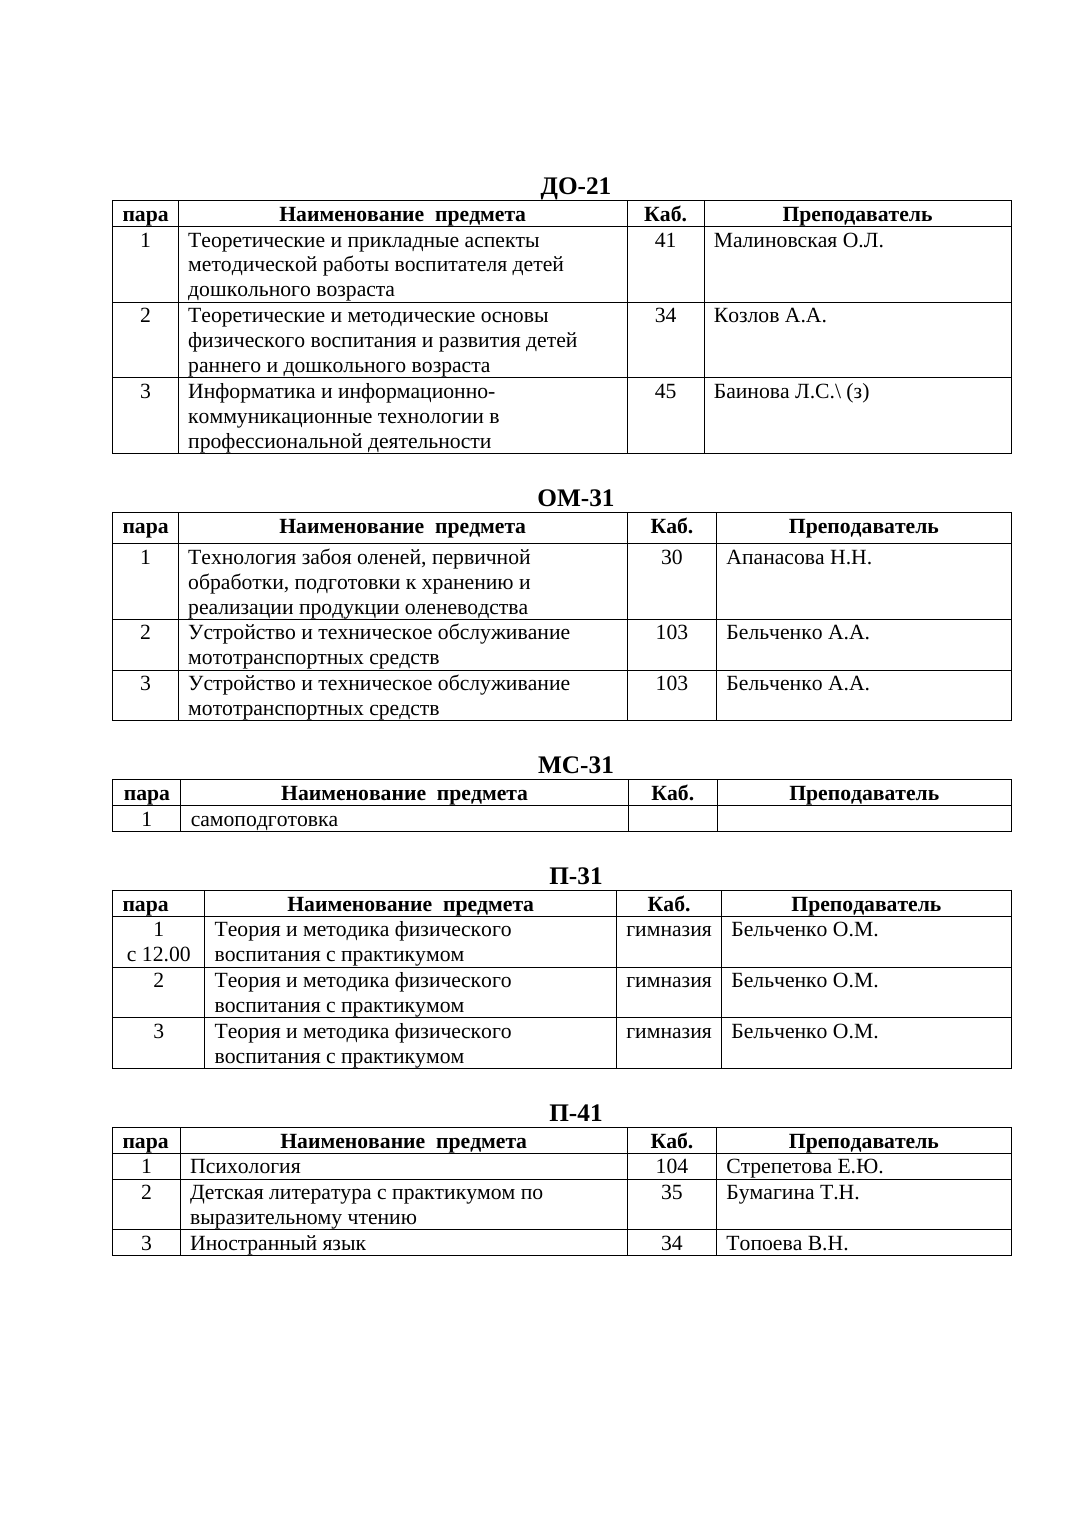 ДО-21
пара Наименование предмета Каб. Преподаватель
1 Теоретические и прикладные аспекты 41 Малиновская О.Л.
методической работы воспитателя детей
дошкольного возраста
2 Теоретические и методические основы 34 Козлов А.А.
физического воспитания и развития детей
раннего и дошкольного возраста
3 Информатика и информационно- 45 Баинова Л.С.\ (з)
коммуникационные технологии в
профессиональной деятельности
ОМ-31
пара Наименование предмета Каб. Преподаватель
1 Технология забоя оленей, первичной 30 Апанасова Н.Н.
обработки, подготовки к хранению и
реализации продукции оленеводства
2 Устройство и техническое обслуживание 103 Бельченко А.А.
мототранспортных средств
3 Устройство и техническое обслуживание 103 Бельченко А.А.
мототранспортных средств
МС-31
пара Наименование предмета Каб. Преподаватель
1 самоподготовка
П-31
пара Наименование предмета Каб. Преподаватель
1 Теория и методика физического гимназия Бельченко О.М.
с 12.00 воспитания с практикумом
2 Теория и методика физического гимназия Бельченко О.М.
воспитания с практикумом
3 Теория и методика физического гимназия Бельченко О.М.
воспитания с практикумом
П-41
пара Наименование предмета Каб. Преподаватель
1 Психология 104 Стрепетова Е.Ю.
2 Детская литература с практикумом по 35 Бумагина Т.Н.
выразительному чтению
3 Иностранный язык 34 Топоева В.Н.